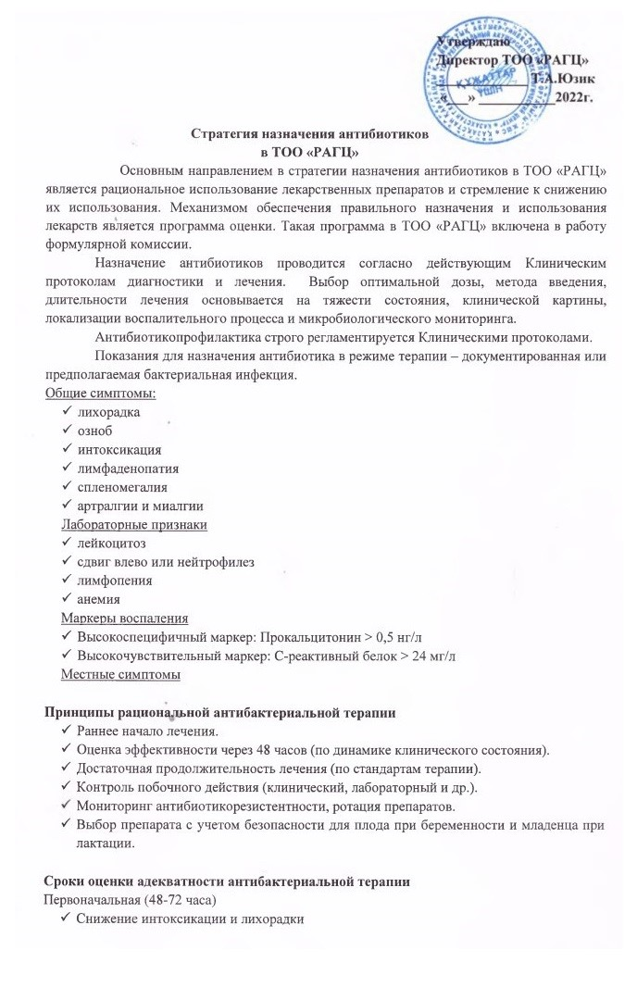 Утверждаю
Директор ТОО «РАГЦ»
_____________ Т.А.Юзик
«___» ___________2022г.
ҚҰЖАТТАР
ҮШІН
Стратегия назначения антибиотиков
в ТОО «РАГЦ»
Основным направлением в стратегии назначения антибиотиков в ТОО «РАГЦ»
является рациональное использование лекарственных препаратов и стремление к снижению
их использования. Механизмом обеспечения правильного назначения и использования
лекарств является программа оценки. Такая программа в ТОО «РАГЦ» включена в работу
формулярной комиссии.
Назначение антибиотиков проводится согласно действующим Клиническим
протоколам диагностики и лечения. Выбор оптимальной дозы, метода введения,
длительности лечения основывается на тяжести состояния, клинической картины,
локализации воспалительного процесса и микробиологического мониторинга.
Антибиотикопрофилактика строго регламентируется Клиническими протоколами.
Показания для назначения антибиотика в режиме терапии – документированная или
предполагаемая бактериальная инфекция.
Общие симптомы:
✓ лихорадка
✓ озноб
✓ интоксикация
✓ лимфаденопатия
✓ спленомегалия
✓ артралгии и миалгии
Лабораторные признаки
✓ лейкоцитоз
✓ сдвиг влево или нейтрофилез
✓ лимфопения
✓ анемия
Маркеры воспаления
✓ Высокоспецифичный маркер: Прокальцитонин > 0,5 нг/л
✓ Высокочувствительный маркер: С-реактивный белок > 24 мг/л
Местные симптомы
Принципы рациональной антибактериальной терапии
✓ Раннее начало лечения.
✓ Оценка эффективности через 48 часов (по динамике клинического состояния).
✓ Достаточная продолжительность лечения (по стандартам терапии).
✓ Контроль побочного действия (клинический, лабораторный и др.).
✓ Мониторинг антибиотикорезистентности, ротация препаратов.
✓ Выбор препарата с учетом безопасности для плода при беременности и младенца при
лактации.
Сроки оценки адекватности антибактериальной терапии
Первоначальная (48-72 часа)
✓ Снижение интоксикации и лихорадки